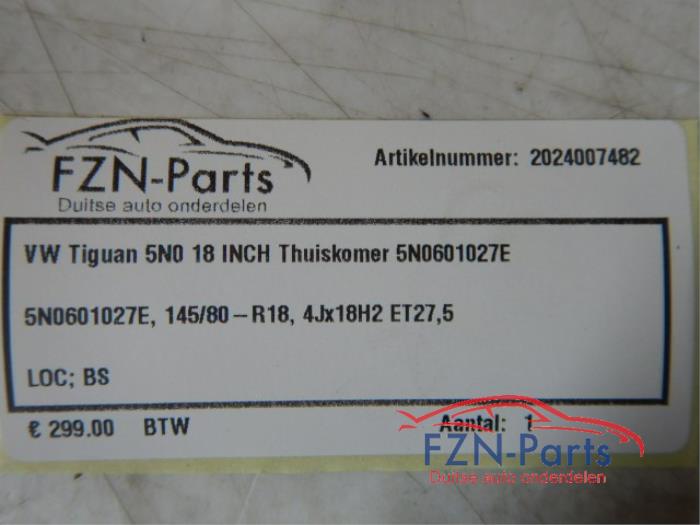 FZN-Parts
Duitse auto onderdelen
Artikelnummer: 2024007482
VW Tiguan 5N0 18 INCH Thuiskomer 5N0601027E
5N0601027E, 145/80-R18, 4Jx18H2 ET27,5
LOC; BS
€ 299.00 BTW Aantal: 1
FZN-Parts
Duitse auto onderdelen